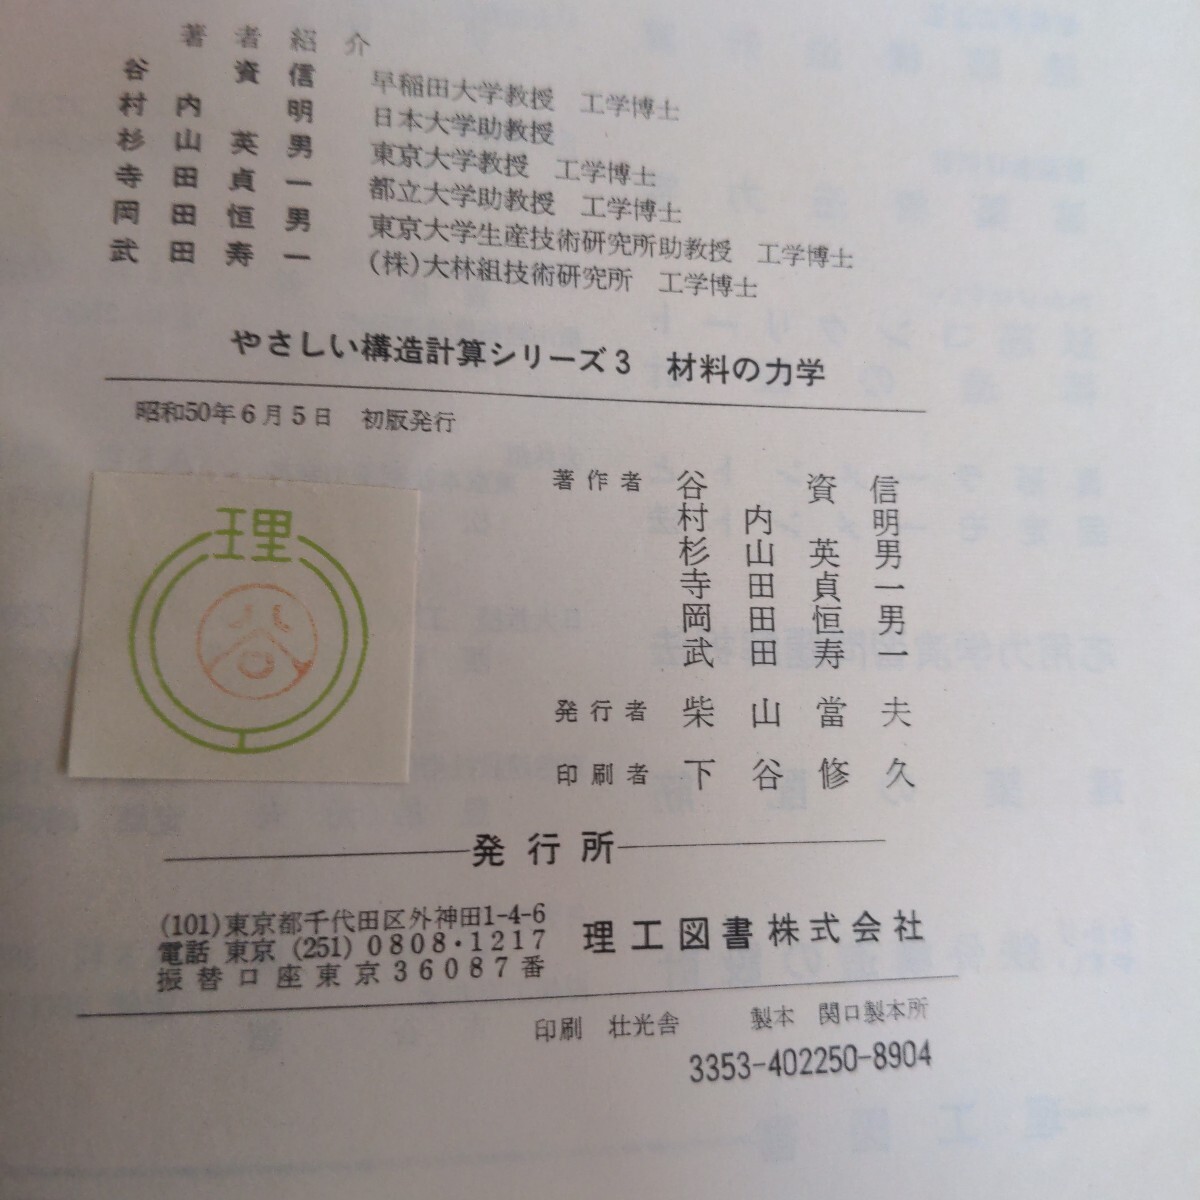 著者紹介
谷 資信 早稲田大学教授 工学博士
村内 明 日本大学助教授
杉山英男 東京大学教授 工学博士
寺田貞一 都立大学助教授 工学博士
岡田恒男 東京大学生産技術研究所助教授 工学博士
武田寿一 (株)大林組技術研究所 工学博士
やさしい構造計算シリーズ3 材料の力学
昭和50年6月5日 初版発行
理
谷
著作者 谷 資信
村内 明
杉山英男
寺田貞一
岡田恒男
武田寿一
発行者 柴山當夫
印刷者 下谷修久
発行所
(101)東京都千代田区外神田1-4-6
電話 東京 (251) 0808・1217
振替口座東京36087番
理工図書株式会社
印刷 壮光舎 製本 関口製本所
3353-402250-8904